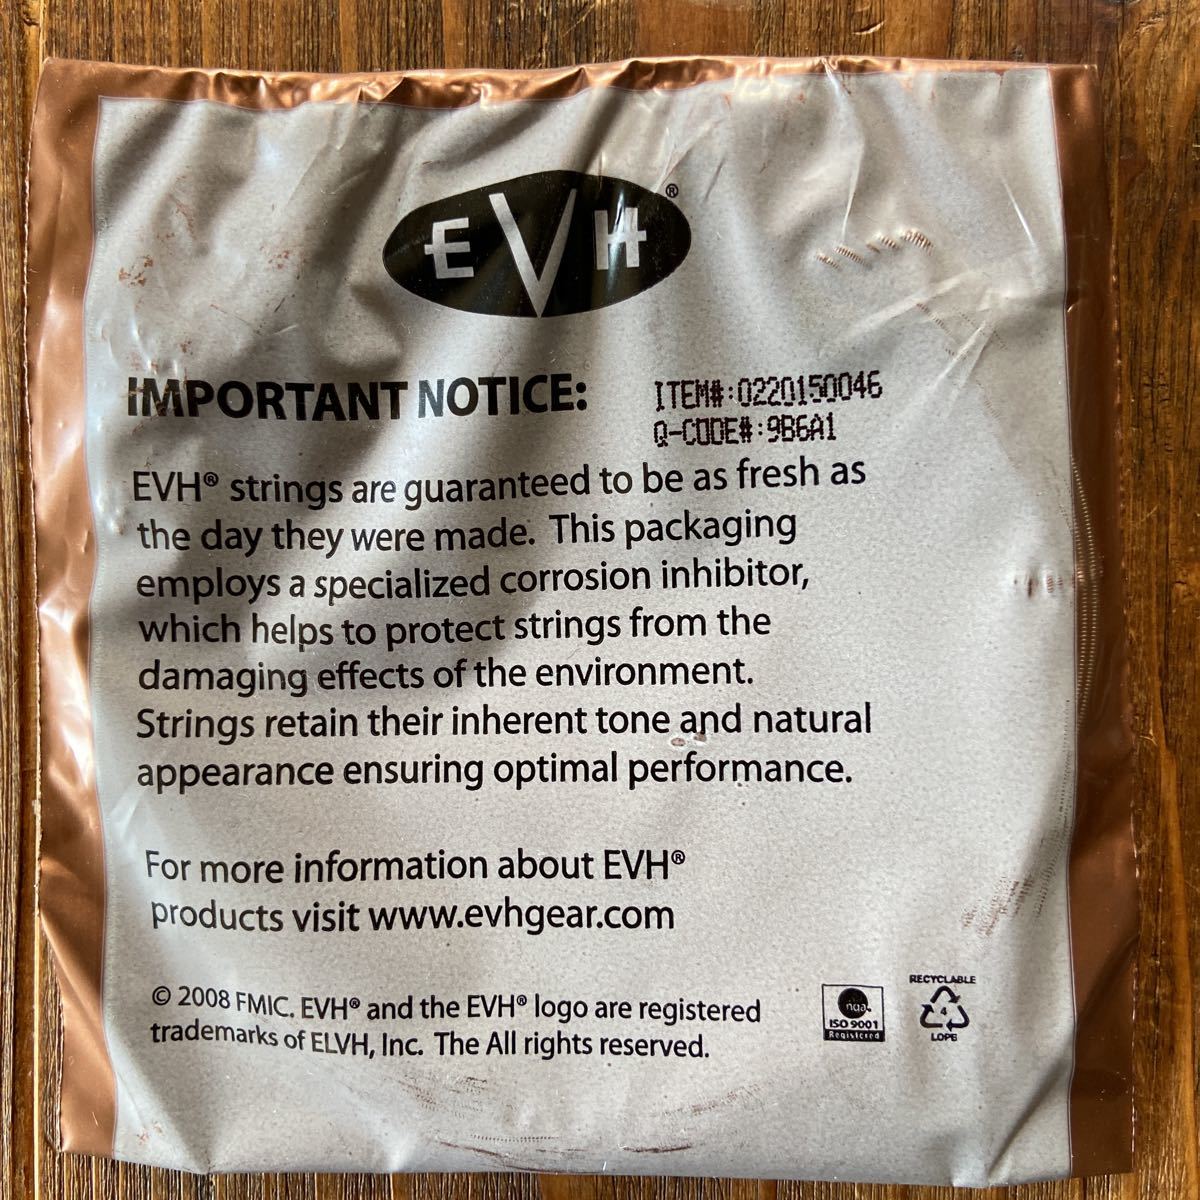 EVH®
IMPORTANT NOTICE:
ITEM#:0220150046
Q-CODE#:9B6A1
EVH® strings are guaranteed to be as fresh as
the day they were made. This packaging
employs a specialized corrosion inhibitor,
which helps to protect strings from the
damaging effects of the environment.
Strings retain their inherent tone and natural
appearance ensuring optimal performance.
For more information about EVH®
products visit www.evhgear.com
© 2008 FMIC. EVH® and the EVH® logo are registered
trademarks of ELVH, Inc. The All rights reserved.
nqa.
ISO 9001
Registered
RECYCLABLE
4
LDPE